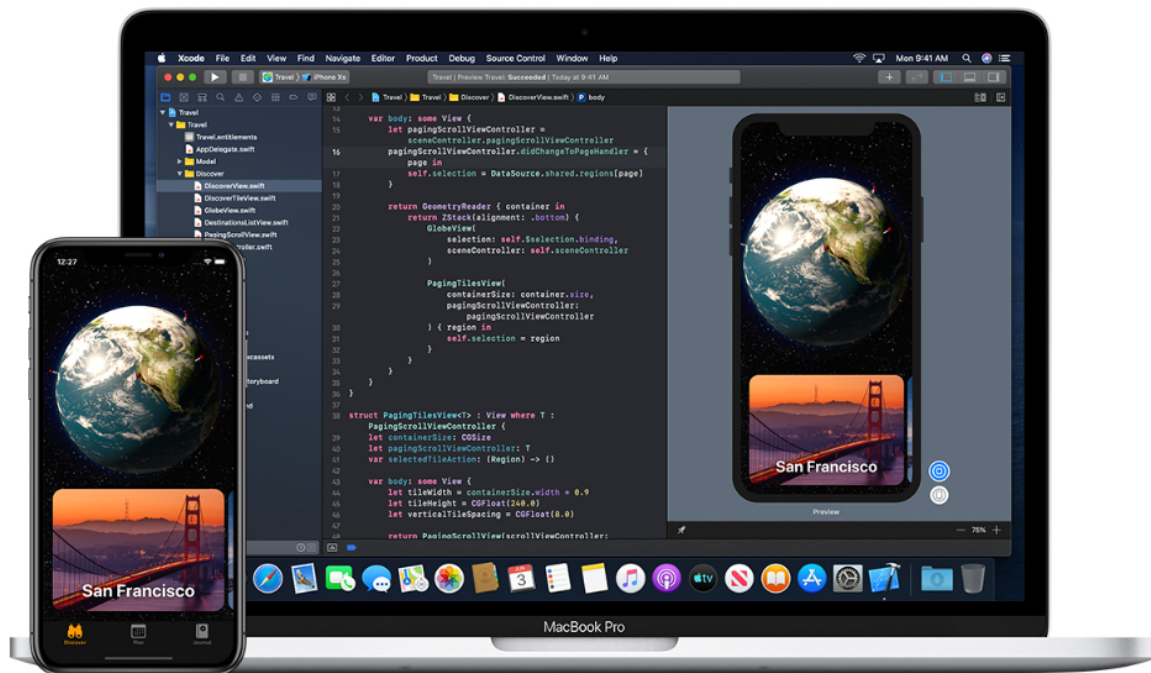 Xcode File Edit View Find Navigate Editor Product Debug Source Control Window Help Mon 9:41 AM
Travel iPhone Xs Travel | Preview Travel: Succeeded | Today at 9:41 AM
Travel Travel Discover DiscoverView.swift P body
Travel
Travel
Travel.entitlements
AppDelegate.swift
Model
Discover
DiscoverView.swift
DiscoverTileView.swift
GlobeView.swift
DestinationsListView.swift
PagingScrollView.swift
13
14 var body: some View {
15 let pagingScrollViewController =
sceneController.pagingScrollViewController
16 pagingScrollViewController.didChangeToPageHandler = {
page in
17 self.selection = DataSource.shared.regions[page]
18 }
19
20 return GeometryReader { container in
21 return ZStack(alignment: .bottom) {
22 GlobeView(
23 selection: self.$selection.binding,
24 sceneController: self.sceneController
25 )
26
27 PagingTilesView(
28 containerSize: container.size,
29 pagingScrollViewController:
pagingScrollViewController
30 ) { region in
31 self.selection = region
32 }
33 }
34 }
35 }
36 }
37
38 struct PagingTilesView<T> : View where T :
PagingScrollViewController {
39 let containerSize: CGSize
40 let pagingScrollViewController: T
41 var selectedTileAction: (Region) -> ()
42
43 var body: some View {
44 let tileWidth = containerSize.width * 0.9
45 let tileHeight = CGFloat(240.0)
46 let verticalTileSpacing = CGFloat(8.0)
47
48 return PagingScrollView(scrollViewController:
San Francisco
Preview
75%
JUN
3
tv
MacBook Pro
12:27
San Francisco
Discover Plan Journal